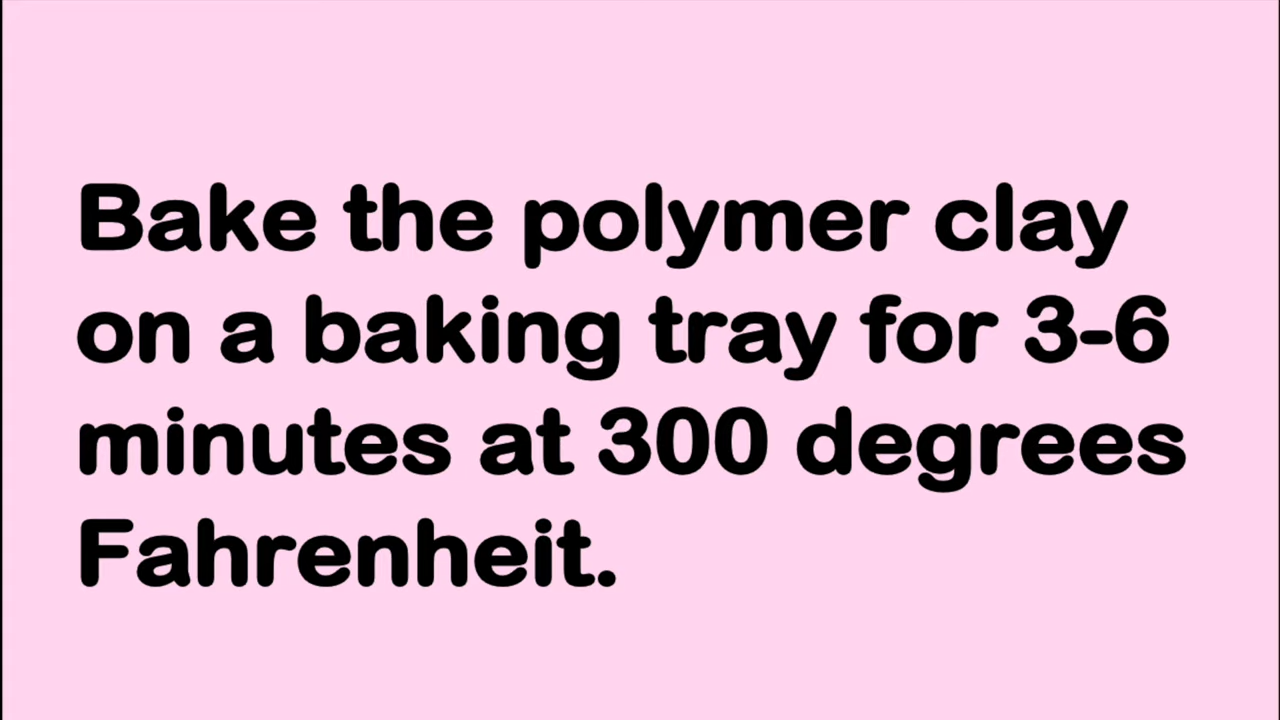 Bake the polymer clay
on a baking tray for 3-6
minutes at 300 degrees
Fahrenheit.